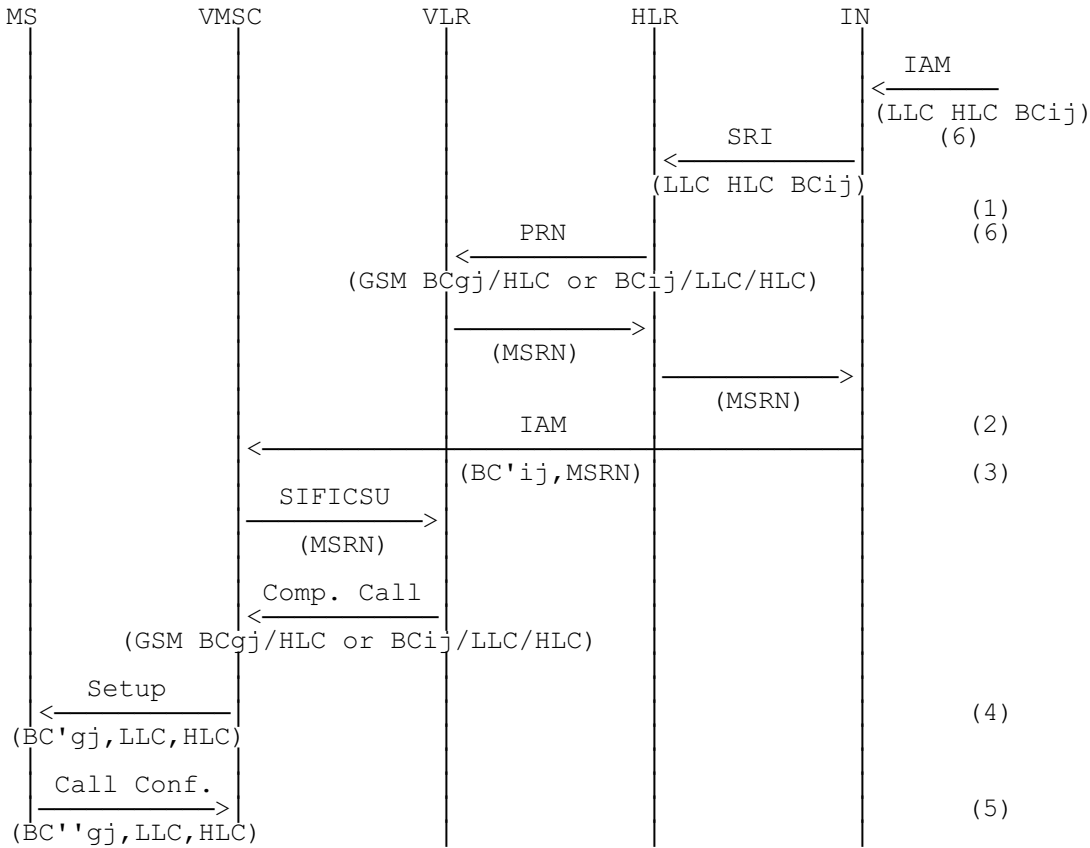 MS VMSC VLR HLR IN
IAM
(LLC HLC BCij)
(6)
SRI
(LLC HLC BCij)
(1)
PRN (6)
(GSM BCgj/HLC or BCij/LLC/HLC)
(MSRN)
(MSRN)
IAM (2)
(BC'ij,MSRN) (3)
SIFICSU
(MSRN)
Comp. Call
(GSM BCgj/HLC or BCij/LLC/HLC)
Setup
(4)
(BC'gj,LLC,HLC)
Call Conf.
(5)
(BC''gj,LLC,HLC)